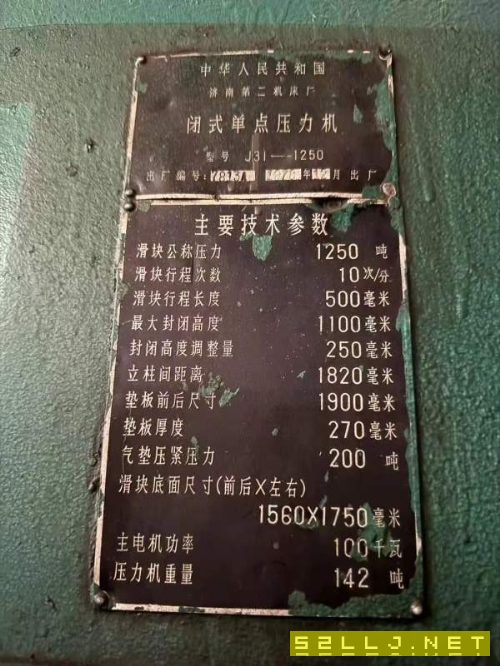 中华人民共和国
济南第二机床厂
闭式单点压力机
型号 J31—-1250
出厂编号: 年12月出厂
主要技术参数
滑块公称压力 1250 吨
滑块行程次数 10次/分
滑块行程长度 500毫米
最大封闭高度 1100毫米
封闭高度调整量 250毫米
立柱间距离 1820毫米
垫板前后尺寸 1900毫米
垫板厚度 270毫米
气垫压紧压力 200 吨
滑块底面尺寸(前后X左右)
1560X1750毫米
主电机功率 100千瓦
压力机重量 142 吨
52LLJ.NET